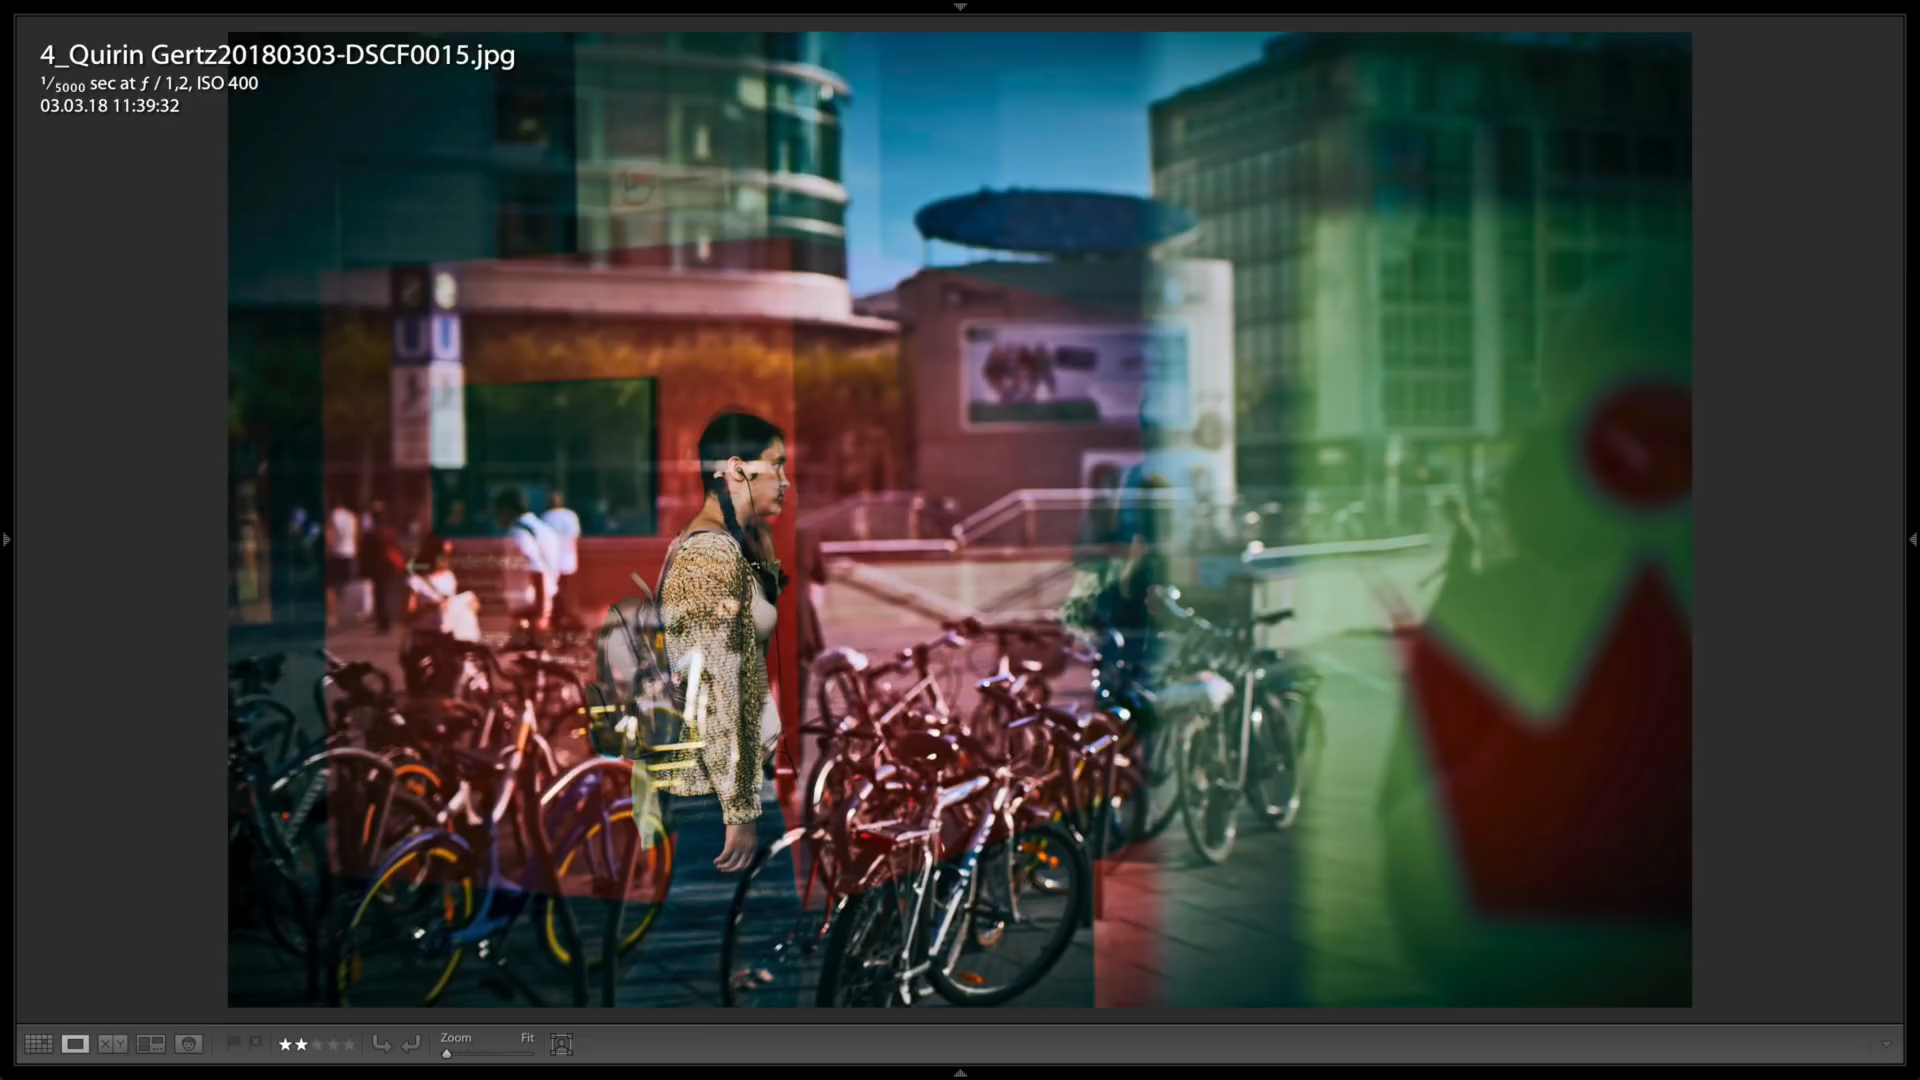 4_Quirin Gertz20180303-DSCF0015.jpg
1/5000 sec at ƒ / 1,2, ISO 400
03.03.18 11:39:32
U
Zoom
Fit
X Y